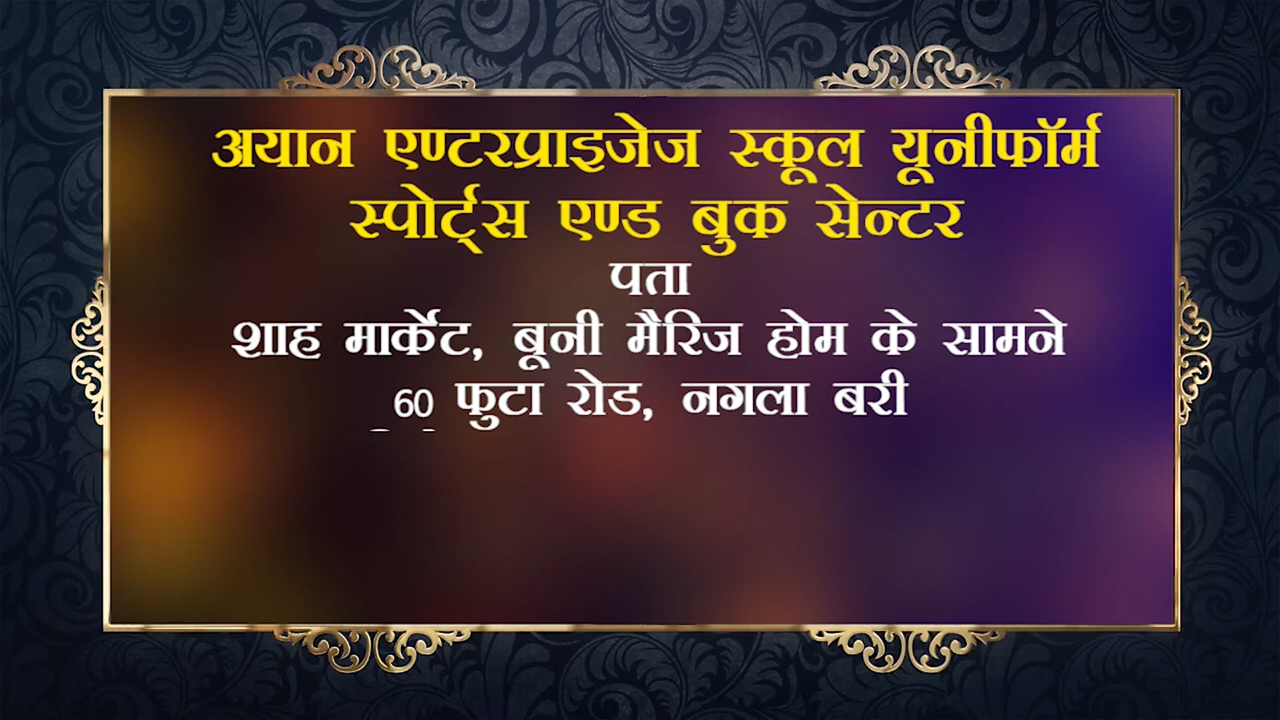 अयान एण्टरप्राइजेज स्कूल यूनीफॉर्म
स्पोर्ट्स एण्ड बुक सेन्टर
पता
शाह मार्केट, बूनी मैरिज होम के सामने
60 फुटा रोड, नगला बरी